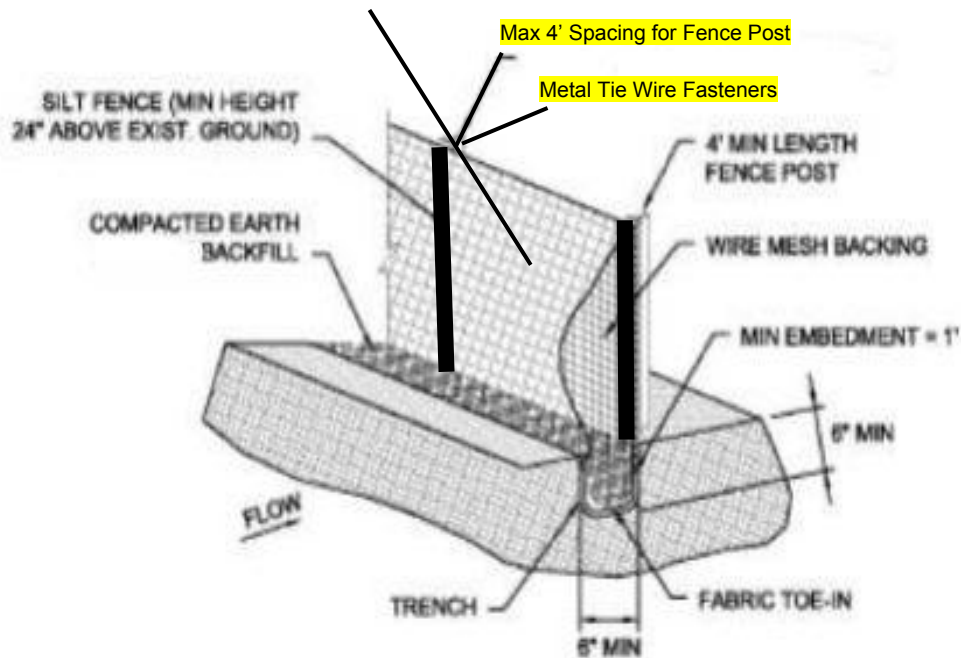 Max 4’ Spacing for Fence Post
Metal Tie Wire Fasteners
SILT FENCE (MIN HEIGHT
24" ABOVE EXIST. GROUND)
4' MIN LENGTH
FENCE POST
COMPACTED EARTH
BACKFILL
WIRE MESH BACKING
MIN EMBEDMENT = 1'
6" MIN
FLOW
TRENCH
FABRIC TOE-IN
6" MIN